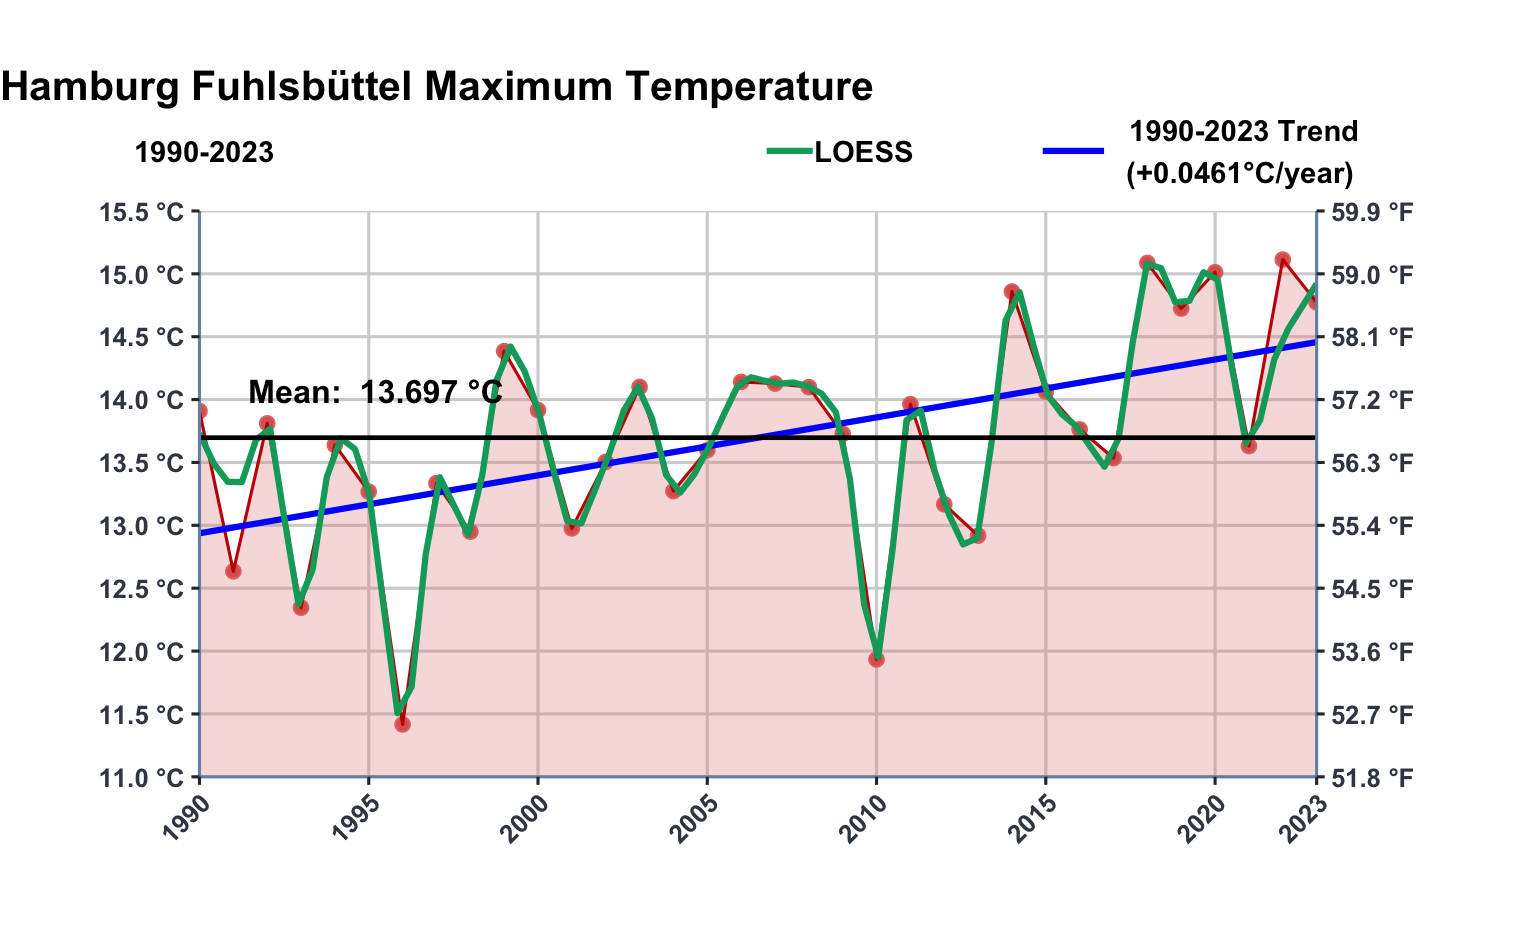 Hamburg Fuhlsbüttel Maximum Temperature
1990-2023
LOESS
1990-2023 Trend
(+0.0461°C/year)
15.5 °C
15.0 °C
14.5 °C
14.0 °C
13.5 °C
13.0 °C
12.5 °C
12.0 °C
11.5 °C
11.0 °C
Mean:  13.697 °C
59.9 °F
59.0 °F
58.1 °F
57.2 °F
56.3 °F
55.4 °F
54.5 °F
53.6 °F
52.7 °F
51.8 °F
1990
1995
2000
2005
2010
2015
2020
2023